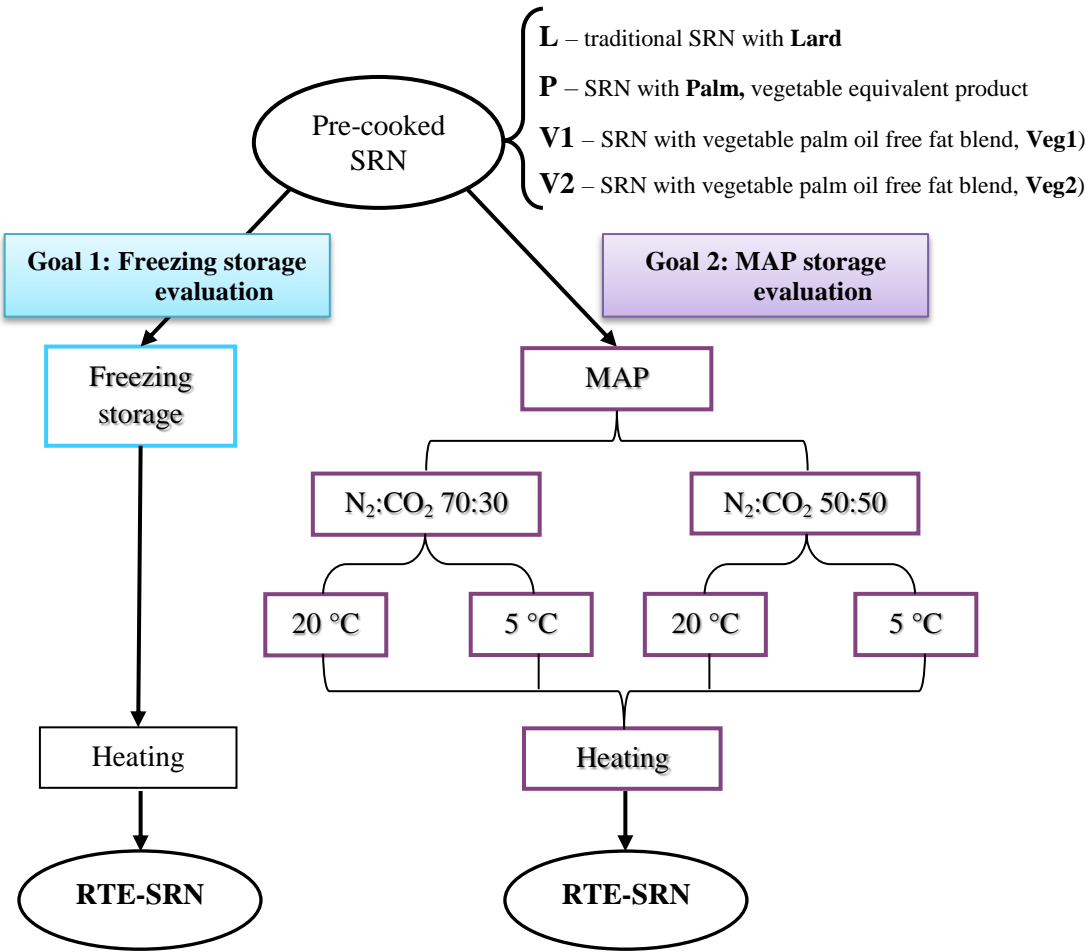 L – traditional SRN with Lard
P – SRN with Palm, vegetable equivalent product
V1 – SRN with vegetable palm oil free fat blend, Veg1)
V2 – SRN with vegetable palm oil free fat blend, Veg2)
Pre-cooked
SRN
Goal 1: Freezing storage
evaluation
Goal 2: MAP storage
evaluation
Freezing
storage
MAP
N₂:CO₂ 70:30
N₂:CO₂ 50:50
20 °C
5 °C
20 °C
5 °C
Heating
Heating
RTE-SRN
RTE-SRN